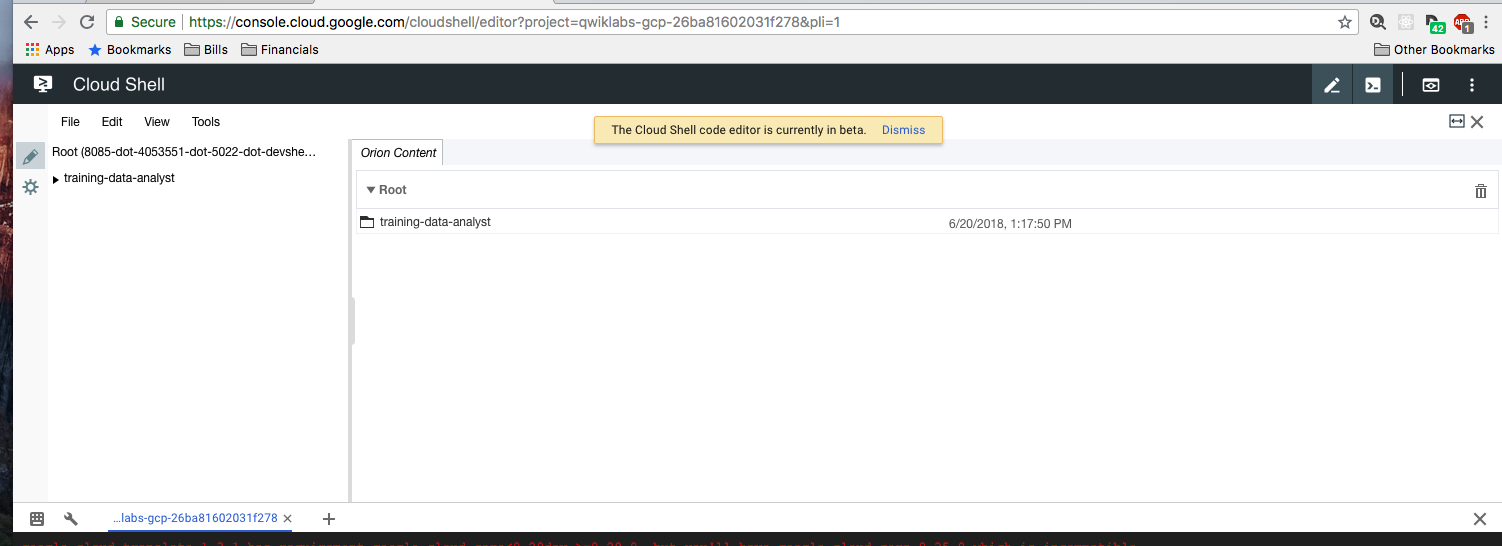 Secure https://console.cloud.google.com/cloudshell/editor?project=qwiklabs-gcp-26ba81602031f278&pli=1
42
ABP
1
Apps Bookmarks Bills Financials Other Bookmarks
Cloud Shell
File Edit View Tools
The Cloud Shell code editor is currently in beta. Dismiss
Root (8085-dot-4053551-dot-5022-dot-devshe...
Orion Content
training-data-analyst
Root
training-data-analyst 6/20/2018, 1:17:50 PM
...labs-gcp-26ba81602031f278